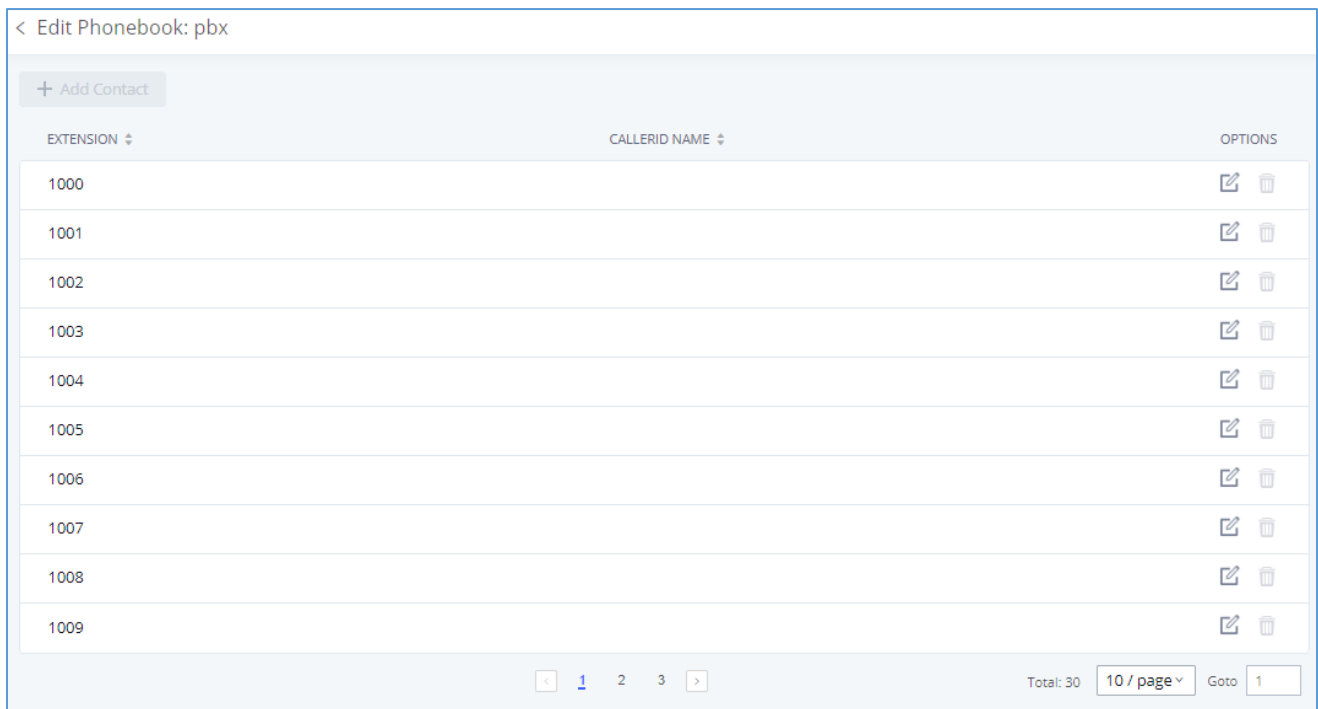 < Edit Phonebook: pbx
+ Add Contact
EXTENSION CALLERID NAME OPTIONS
1000
1001
1002
1003
1004
1005
1006
1007
1008
1009
< 1 2 3 > Total: 30 10 / page Goto 1